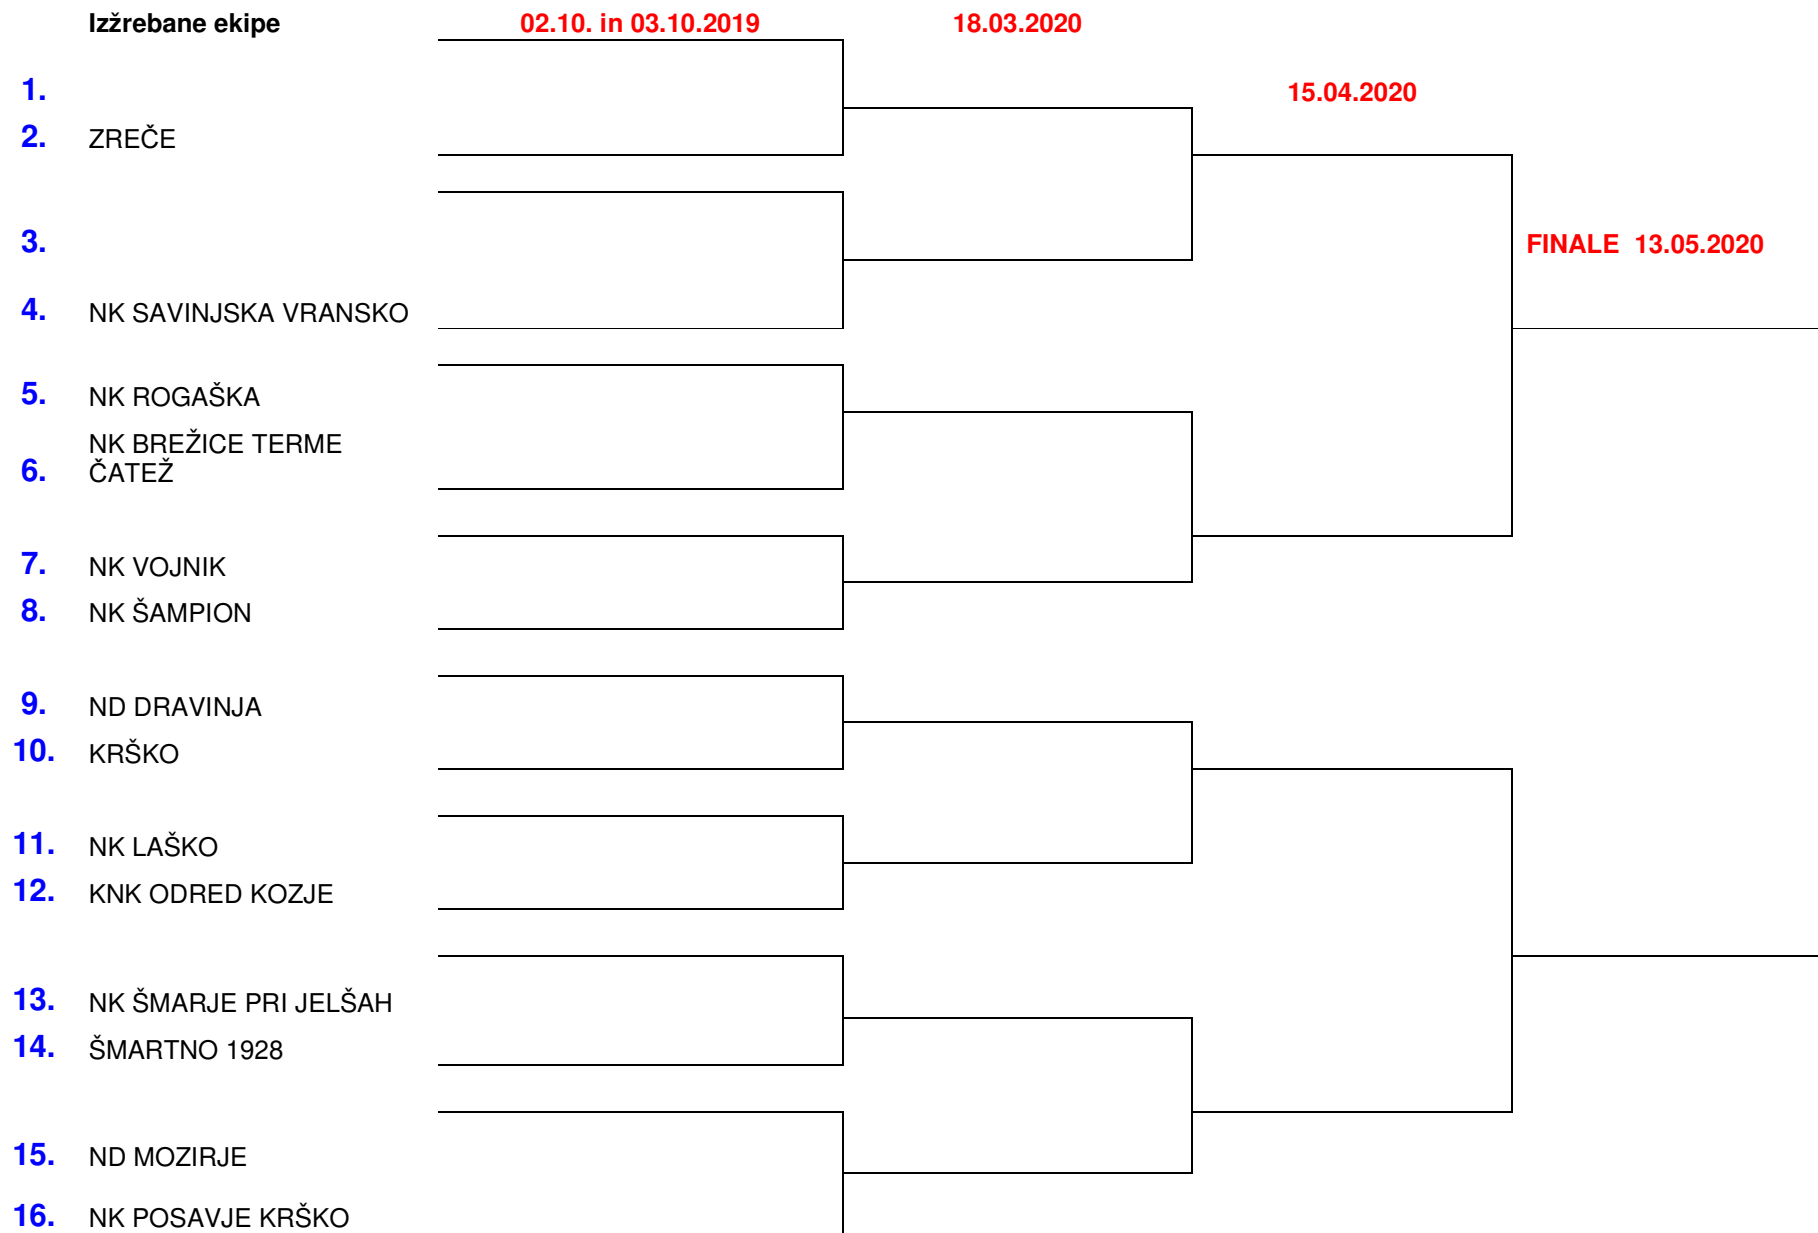 Izžrebane ekipe 02.10. in 03.10.2019 18.03.2020
1. 15.04.2020
2. ZREČE
3. FINALE 13.05.2020
4. NK SAVINJSKA VRANSKO
5. NK ROGAŠKA
NK BREŽICE TERME
6. ČATEŽ
7. NK VOJNIK
8. NK ŠAMPION
9. ND DRAVINJA
10. KRŠKO
11. NK LAŠKO
12. KNK ODRED KOZJE
13. NK ŠMARJE PRI JELŠAH
14. ŠMARTNO 1928
15. ND MOZIRJE
16. NK POSAVJE KRŠKO